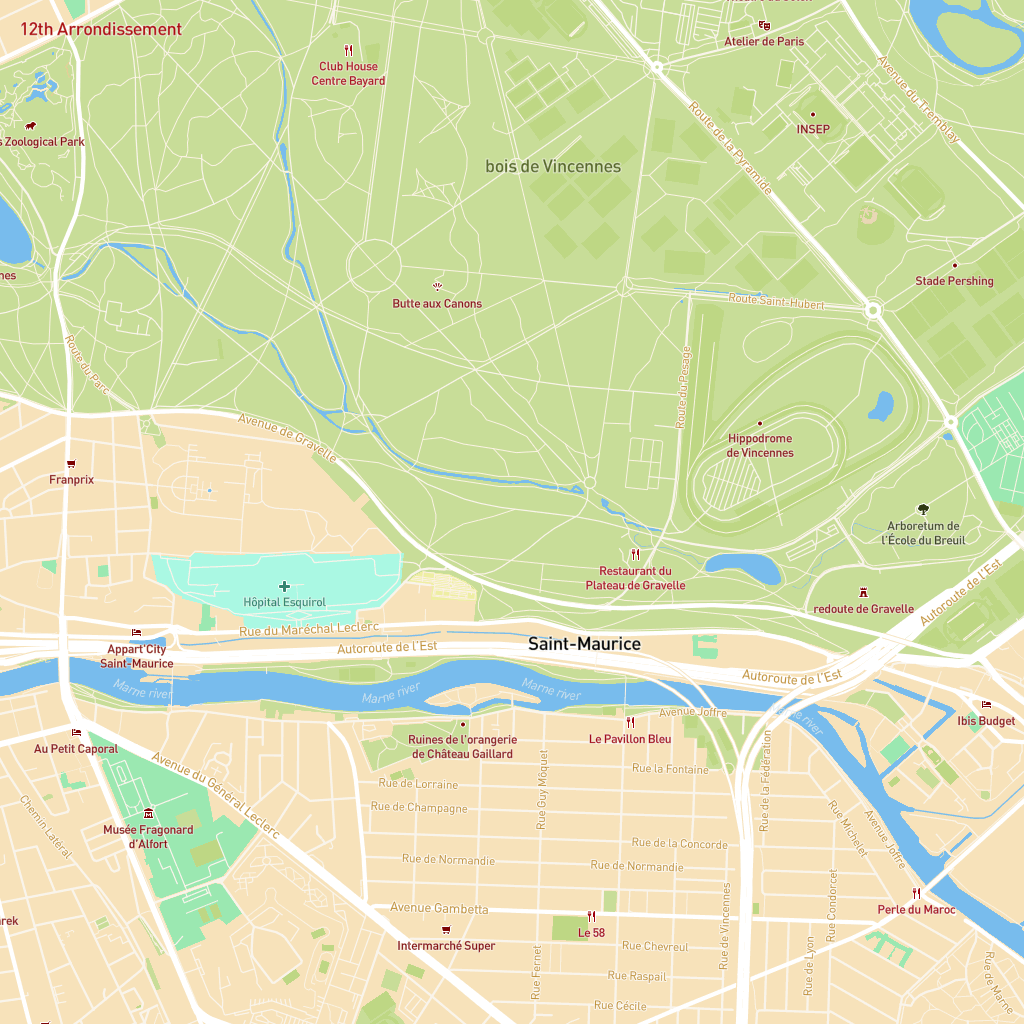 12th Arrondissement
Atelier de Paris
Club House
Centre Bayard
Avenue du Tremblay
Route de la Pyramide
INSEP
Zoological Park
bois de Vincennes
Stade Pershing
Butte aux Canons
Route Saint-Hubert
Route du Parc
Route du Pesage
Avenue de Gravelle
Hippodrome
de Vincennes
Franprix
Arboretum de
l'École du Breuil
Restaurant du
Plateau de Gravelle
Hôpital Esquirol
redoute de Gravelle
Autoroute de l'Est
Rue du Maréchal Leclerc
Saint-Maurice
Autoroute de l'Est
Appart'City
Saint-Maurice
Autoroute de l'Est
Marne river
Marne river
Marne river
Marne river
Avenue Joffre
Ibis Budget
Au Petit Caporal
Ruines de l'orangerie
de Château Gaillard
Le Pavillon Bleu
Avenue du Général Leclerc
Rue la Fontaine
Rue de la Fédération
Rue de Lorraine
Rue Guy Môquet
Rue de Champagne
Chemin Latéral
Musée Fragonard
d'Alfort
Rue Michelet
Avenue Joffre
Rue de la Concorde
Rue de Normandie
Rue de Normandie
Rue Condorcet
Avenue Gambetta
Rue de Vincennes
Perle du Maroc
Le 58
Intermarché Super
Rue Chevreul
Rue Fernet
Rue de Lyon
Rue Raspail
Rue de Marne
Rue Cécile